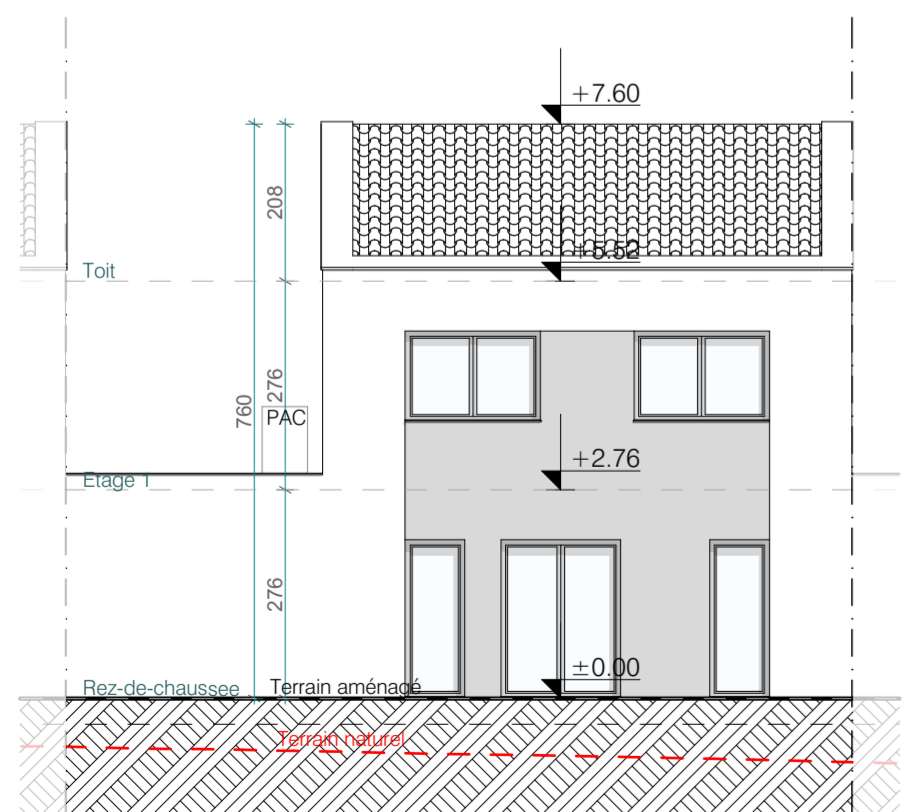 +7.60
208
+5.52
Toit
276
760
PAC
+2.76
Etage 1
276
±0.00
Rez-de-chaussee
Terrain aménagé
Terrain naturel